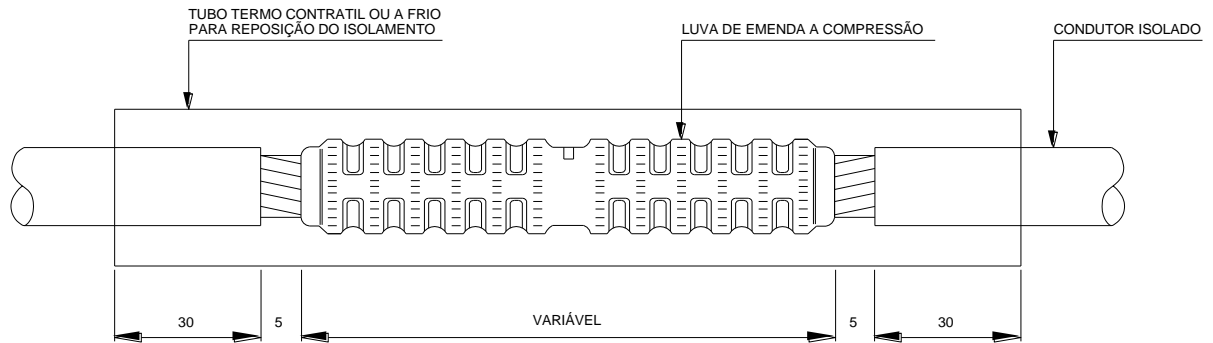 TUBO TERMO CONTRATIL OU A FRIO
PARA REPOSIÇÃO DO ISOLAMENTO
LUVA DE EMENDA A COMPRESSÃO
CONDUTOR ISOLADO
30
5
VARIÁVEL
5
30